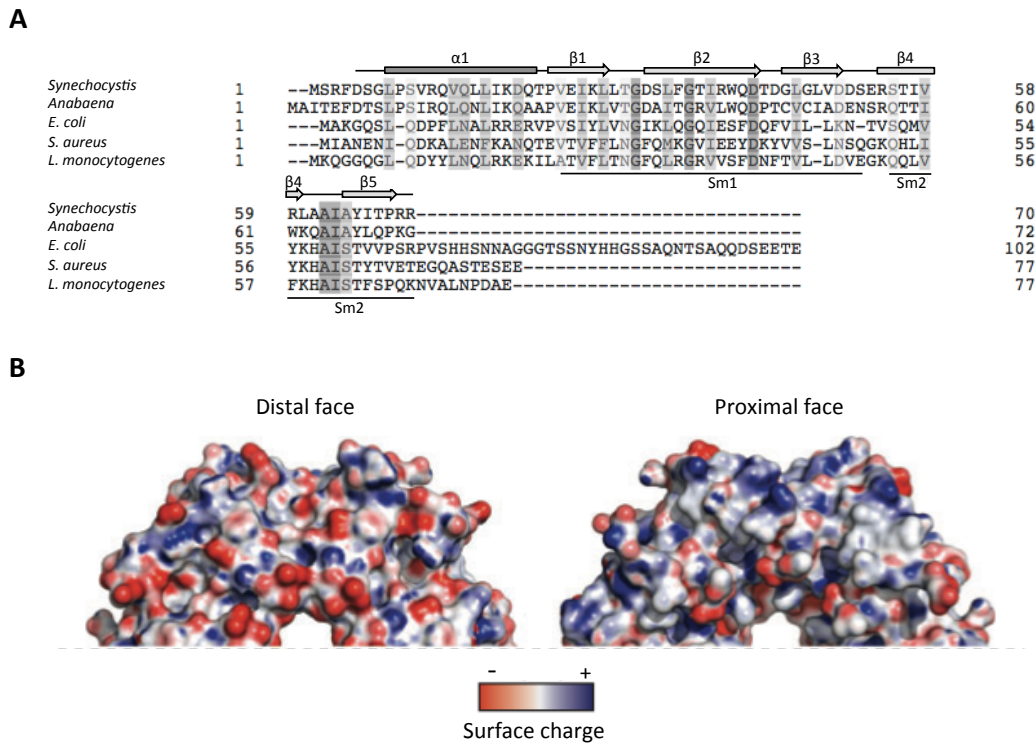 A
α1 β1 β2 β3 β4
Synechocystis 1 --MSRFDSGLPSVRQVQLLIKDQTPVEIKLLTGDSLFGTIRWQDTDGLGLVDDSERSTIV 58
Anabaena 1 MAITEFDTSLPSIRQLQNLIKQAAPVEIKLVTGDAITGRVLWQDPTCVCIADENSRQTTI 60
E. coli 1 ---MAKGQSL-QDPFLNALRRERVPVSIYLVNGIKLQGQIESFDQFVIL-LKN-TVSQMV 54
S. aureus 1 ---MIANENI-QDKALENFKANQTEVTVFFLNGFQMKGVIEEYDKYVVS-LNSQGKQHLI 55
L. monocytogenes 1 --MKQGGQGL-QDYYLNQLRKEKILATVFLTNGFQLRGRVVSFDNFTVL-LDVEGKQQLV 56
Sm1 Sm2
β4 β5
Synechocystis 59 RLAAIAYITPRR------------------------------------ 70
Anabaena 61 WKQAIAYLQPKG------------------------------------ 72
E. coli 55 YKHAISTVVPSRPVSHHSNNAGGGTSSNYHHGSSAQNTSAQQDSEETE 102
S. aureus 56 YKHAISTYTVETEGQASTESEE-------------------------- 77
L. monocytogenes 57 FKHAISTFSPQKNVALNPDAE--------------------------- 77
Sm2
B
Distal face Proximal face
- +
Surface charge